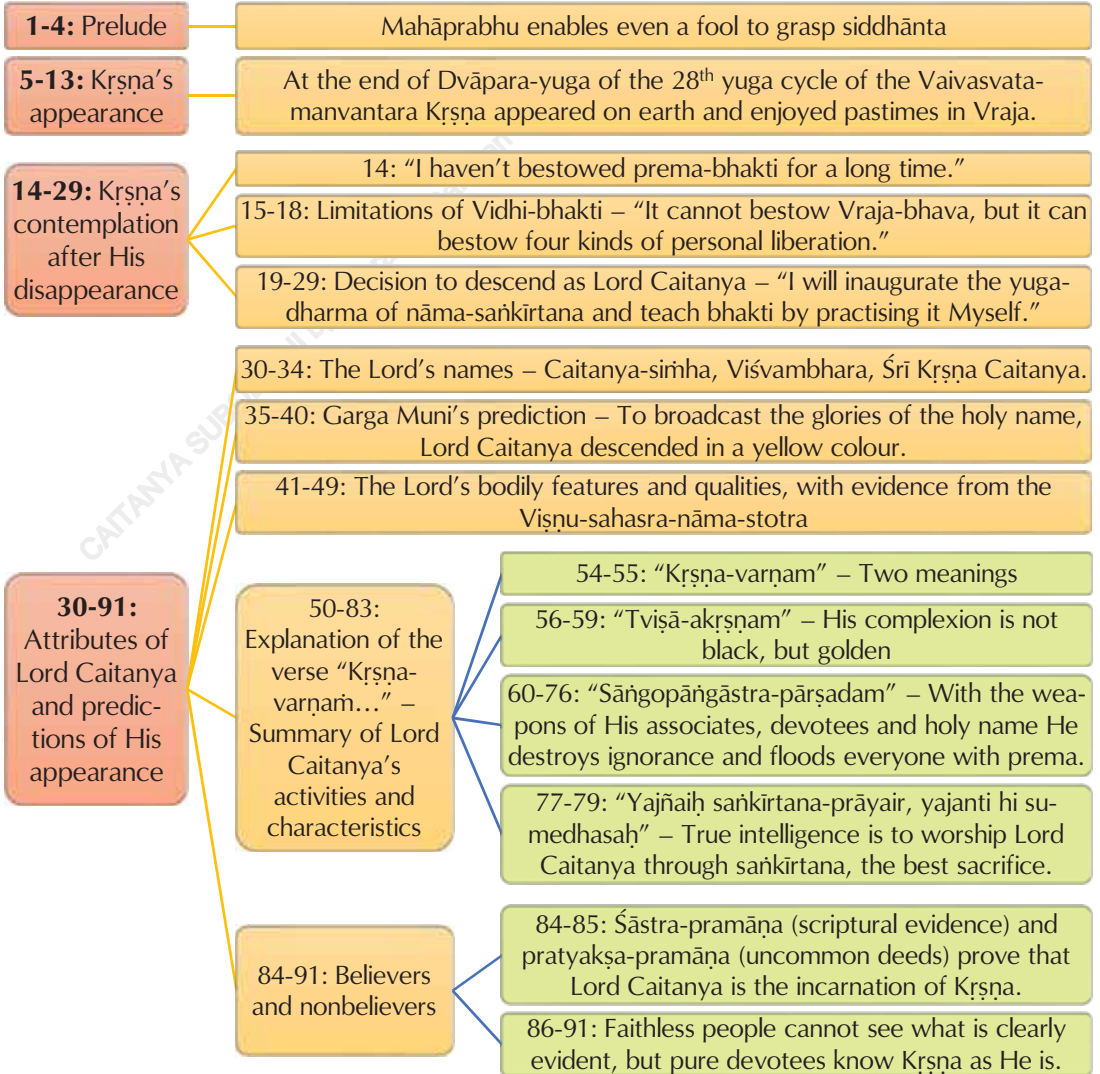 1-4: Prelude
Mahāprabhu enables even a fool to grasp siddhānta
5-13: Kṛṣṇa's
appearance
At the end of Dvāpara-yuga of the 28th yuga cycle of the Vaivasvata-
manvantara Kṛṣṇa appeared on earth and enjoyed pastimes in Vraja.
14-29: Kṛṣṇa's
contemplation
after His
disappearance
14: “I haven't bestowed prema-bhakti for a long time.”
15-18: Limitations of Vidhi-bhakti – “It cannot bestow Vraja-bhava, but it can
bestow four kinds of personal liberation.”
19-29: Decision to descend as Lord Caitanya – “I will inaugurate the yuga-
dharma of nāma-saṅkīrtana and teach bhakti by practising it Myself.”
30-91:
Attributes of
Lord Caitanya
and predic-
tions of His
appearance
30-34: The Lord's names – Caitanya-siṁha, Viśvambhara, Śrī Kṛṣṇa Caitanya.
35-40: Garga Muni's prediction – To broadcast the glories of the holy name,
Lord Caitanya descended in a yellow colour.
41-49: The Lord's bodily features and qualities, with evidence from the
Viṣṇu-sahasra-nāma-stotra
50-83:
Explanation of the
verse “Kṛṣṇa-
varṇaṁ…” –
Summary of Lord
Caitanya's
activities and
characteristics
54-55: “Kṛṣṇa-varṇam” – Two meanings
56-59: “Tviṣā-akṛṣṇam” – His complexion is not
black, but golden
60-76: “Sāṅgopāṅgāstra-pārṣadam” – With the wea-
pons of His associates, devotees and holy name He
destroys ignorance and floods everyone with prema.
77-79: “Yajñaiḥ saṅkīrtana-prāyair, yajanti hi su-
medhasaḥ” – True intelligence is to worship Lord
Caitanya through saṅkīrtana, the best sacrifice.
84-91: Believers
and nonbelievers
84-85: Śāstra-pramāṇa (scriptural evidence) and
pratyakṣa-pramāṇa (uncommon deeds) prove that
Lord Caitanya is the incarnation of Kṛṣṇa.
86-91: Faithless people cannot see what is clearly
evident, but pure devotees know Kṛṣṇa as He is.
CAITANYA